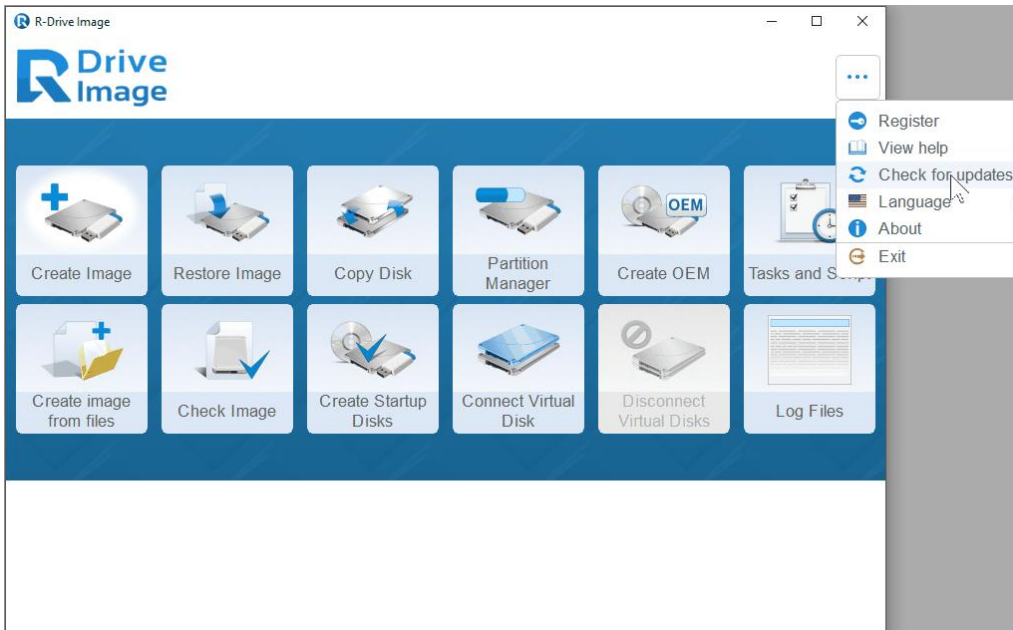 R-Drive Image
Drive
Image
Register
View help
Check for updates
Language
About
Exit
OEM
Create Image
Restore Image
Copy Disk
Partition
Manager
Create OEM
Tasks and Script
Create image
from files
Check Image
Create Startup
Disks
Connect Virtual
Disk
Disconnect
Virtual Disks
Log Files